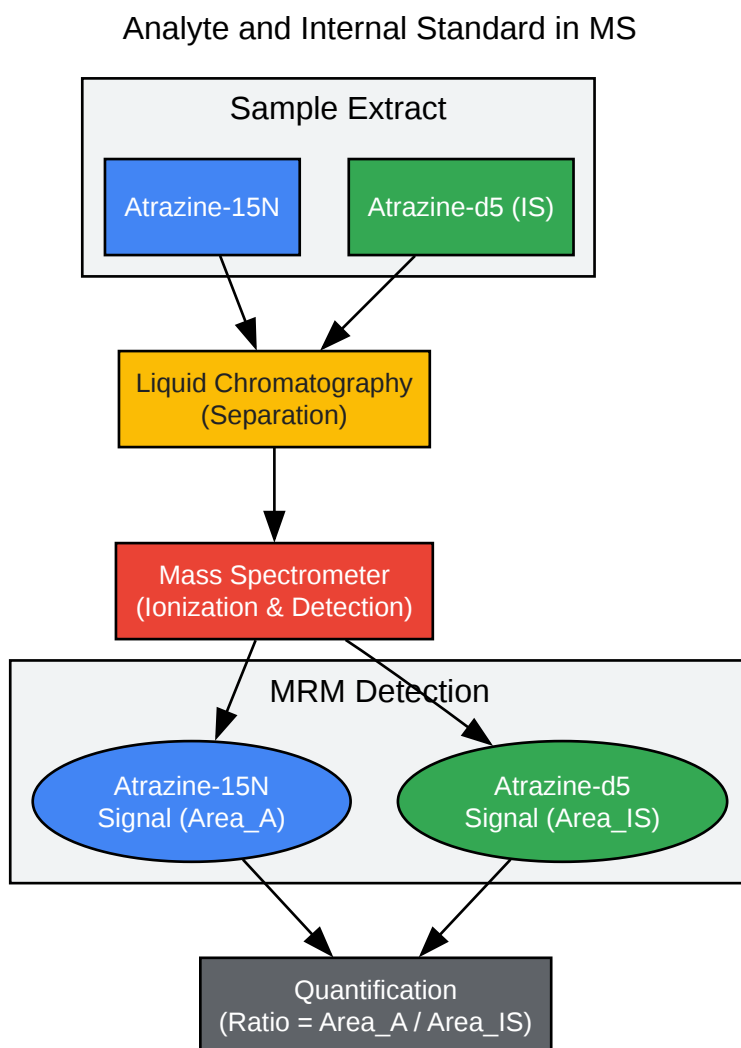 Analyte and Internal Standard in MS
Sample Extract
Atrazine-15N
Atrazine-d5 (IS)
Liquid Chromatography
(Separation)
Mass Spectrometer
(Ionization & Detection)
MRM Detection
Atrazine-15N
Signal (Area_A)
Atrazine-d5
Signal (Area_IS)
Quantification
(Ratio = Area_A / Area_IS)